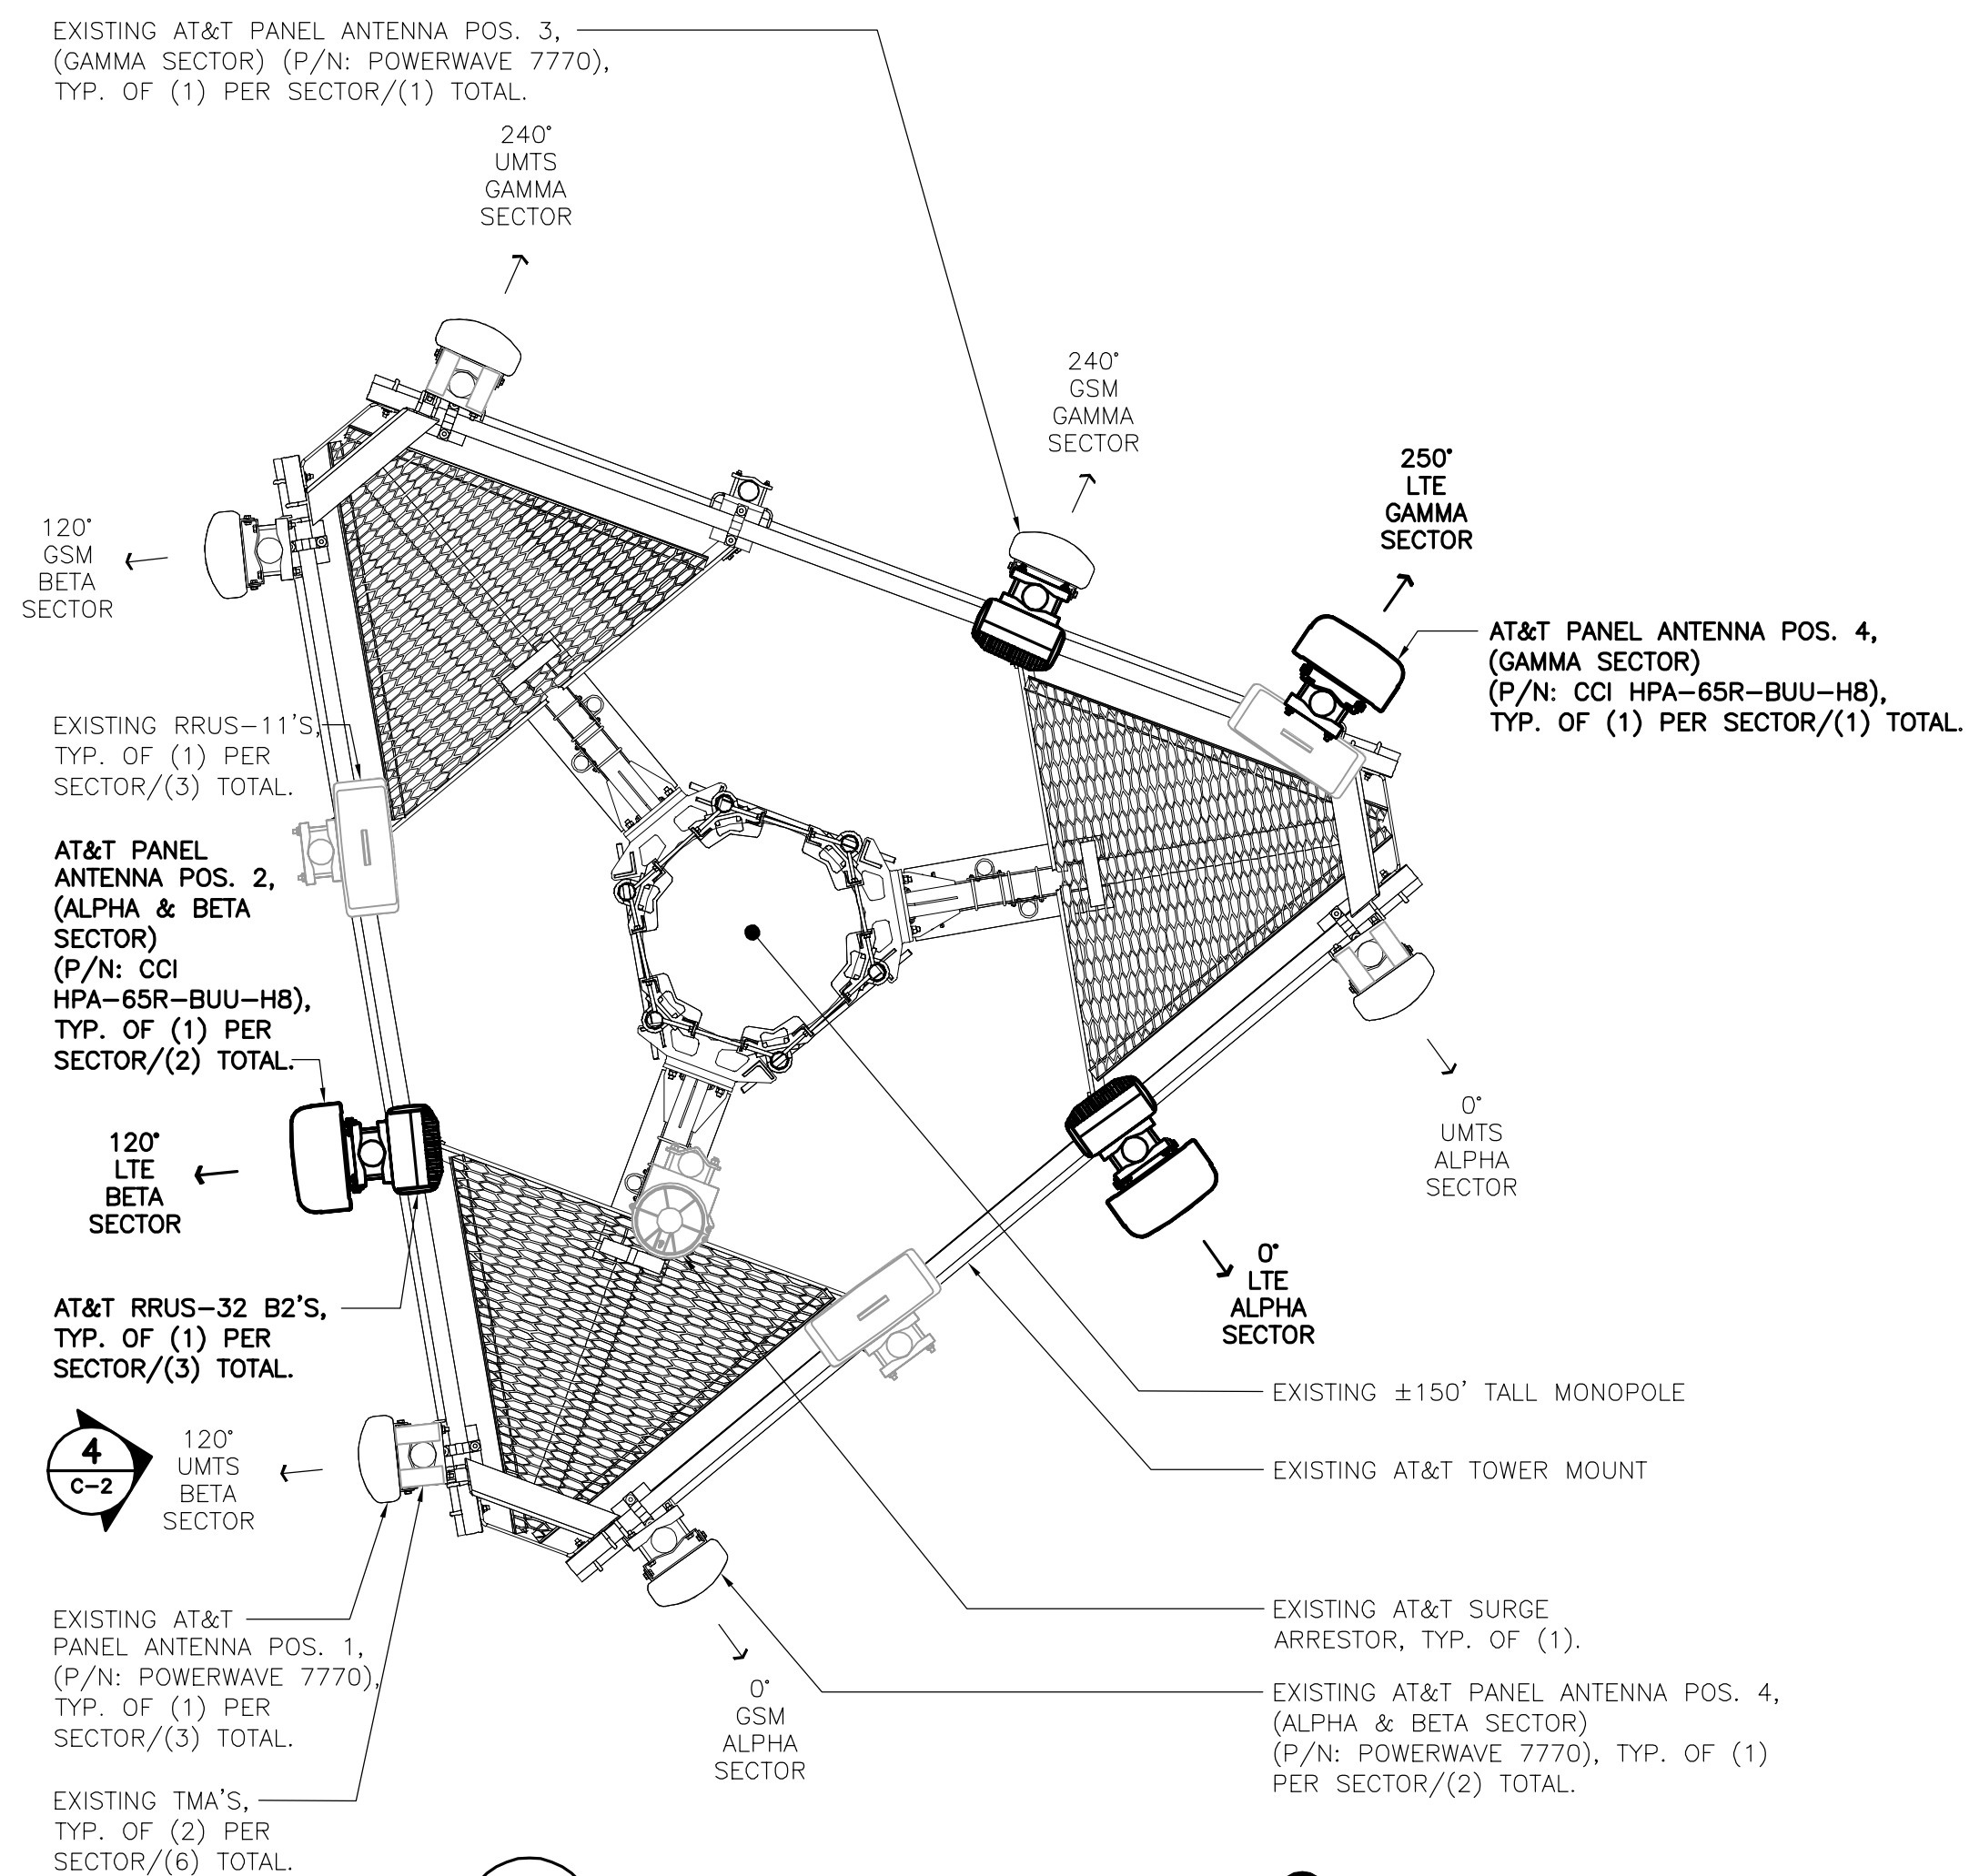 EXISTING AT&T PANEL ANTENNA POS. 3,
(GAMMA SECTOR) (P/N: POWERWAVE 7770),
TYP. OF (1) PER SECTOR/(1) TOTAL.
240°
UMTS
GAMMA
SECTOR
240°
GSM
GAMMA
SECTOR
250°
LTE
GAMMA
SECTOR
120°
GSM
BETA
SECTOR
AT&T PANEL ANTENNA POS. 4,
(GAMMA SECTOR)
(P/N: CCI HPA-65R-BUU-H8),
TYP. OF (1) PER SECTOR/(1) TOTAL.
EXISTING RRUS-11'S,
TYP. OF (1) PER
SECTOR/(3) TOTAL.
AT&T PANEL
ANTENNA POS. 2,
(ALPHA & BETA
SECTOR)
(P/N: CCI
HPA-65R-BUU-H8),
TYP. OF (1) PER
SECTOR/(2) TOTAL.
0°
UMTS
ALPHA
SECTOR
120°
LTE
BETA
SECTOR
0°
LTE
ALPHA
SECTOR
AT&T RRUS-32 B2'S,
TYP. OF (1) PER
SECTOR/(3) TOTAL.
EXISTING ±150' TALL MONOPOLE
4
C-2
120°
UMTS
BETA
SECTOR
EXISTING AT&T TOWER MOUNT
EXISTING AT&T
PANEL ANTENNA POS. 1,
(P/N: POWERWAVE 7770),
TYP. OF (1) PER
SECTOR/(3) TOTAL.
EXISTING AT&T SURGE
ARRESTOR, TYP. OF (1).
0°
GSM
ALPHA
SECTOR
EXISTING AT&T PANEL ANTENNA POS. 4,
(ALPHA & BETA SECTOR)
(P/N: POWERWAVE 7770), TYP. OF (1)
PER SECTOR/(2) TOTAL.
EXISTING TMA'S,
TYP. OF (2) PER
SECTOR/(6) TOTAL.